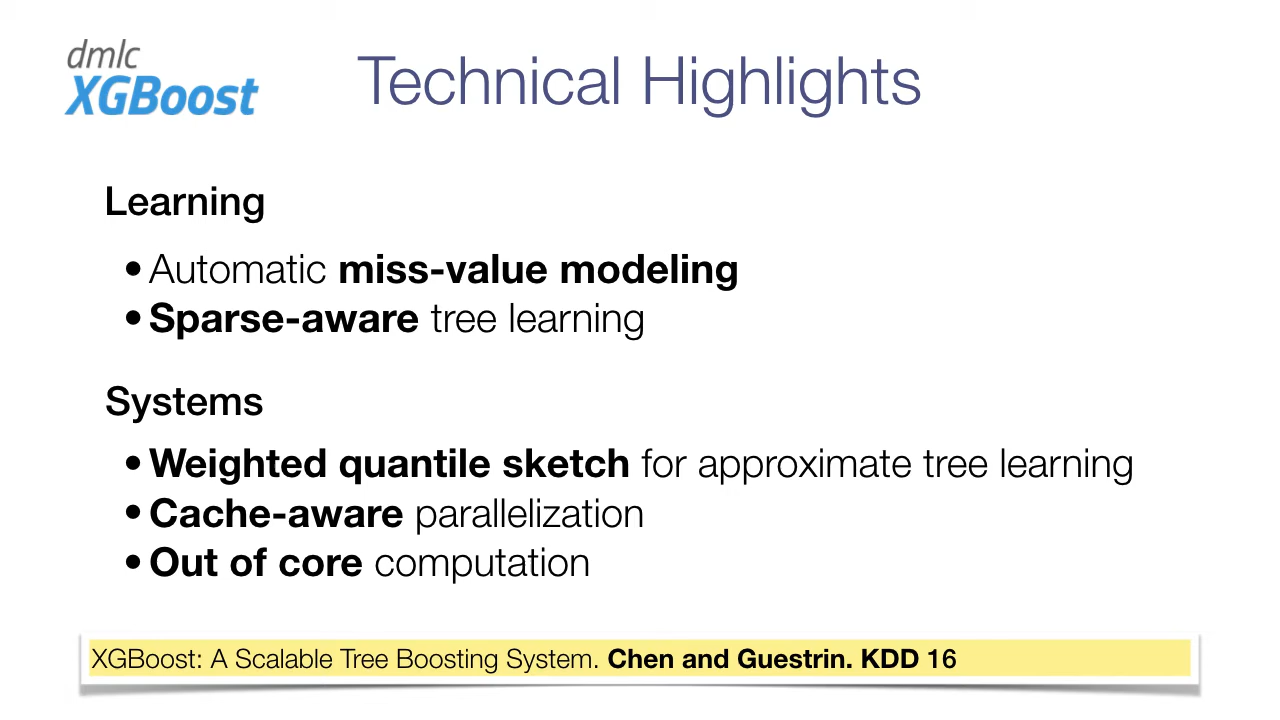 dmlc
XGBoost
Technical Highlights
Learning
• Automatic miss-value modeling
• Sparse-aware tree learning
Systems
• Weighted quantile sketch for approximate tree learning
• Cache-aware parallelization
• Out of core computation
XGBoost: A Scalable Tree Boosting System. Chen and Guestrin. KDD 16